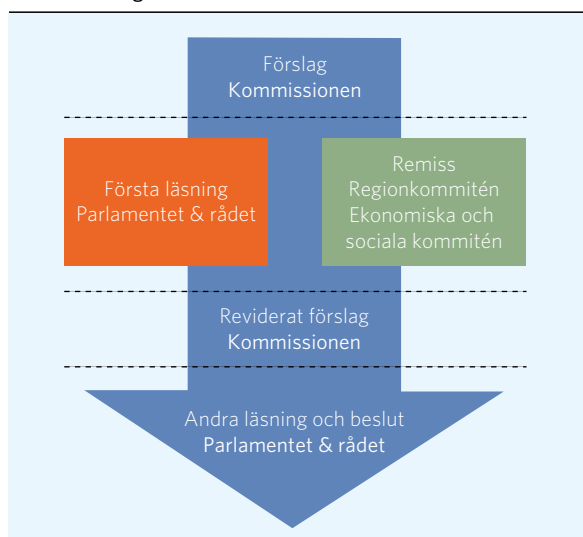 Förslag
Kommissionen
Första läsning
Parlamentet & rådet
Remiss
Regionkommitén
Ekonomiska och
sociala kommitén
Reviderat förslag
Kommissionen
Andra läsning och beslut
Parlamentet & rådet